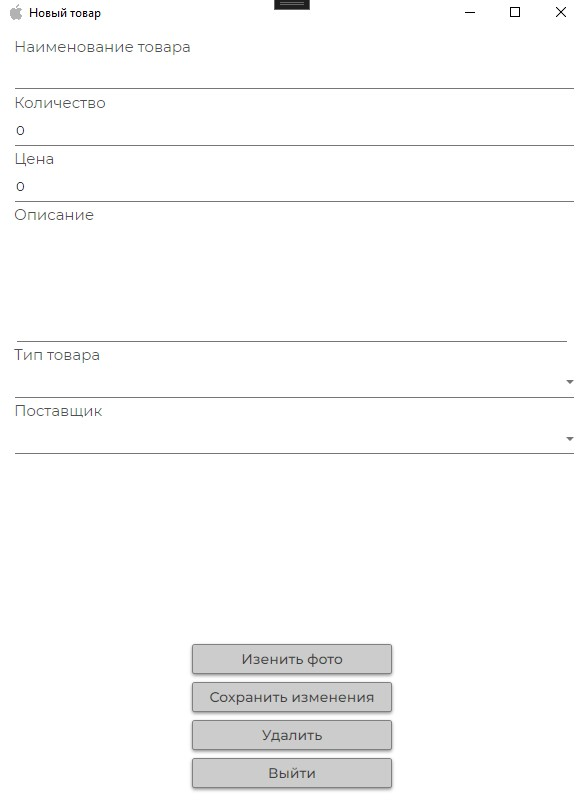 Новый товар
Наименование товара
Количество
0
Цена
0
Описание
Тип товара
Поставщик
Изенить фото
Сохранить изменения
Удалить
Выйти